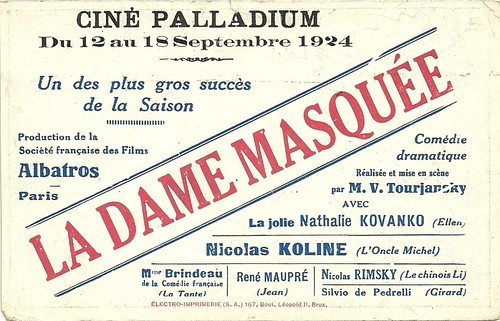 CINÉ PALLADIUM
Du 12 au 18 Septembre 1924
Un des plus gros succès
de la Saison
Production de la
Société française des Films
Albatros
Paris
LA DAME MASQUÉE
Comédie
dramatique
Réalisée et mise en scène
par M. V. Tourjansky
AVEC
La jolie Nathalie KOVANKO (Ellen)
Nicolas KOLINE (L'Oncle Michel)
Mme Brindeau
de la Comédie française
(La Tante)
René MAUPRÉ
(Jean)
Nicolas RIMSKY (Le chinois Li)
Silvio de Pedrelli (Girard)
ÉLECTRO-IMPRIMERIE (S. A.) 167, Boul. Léopold II, Brux.